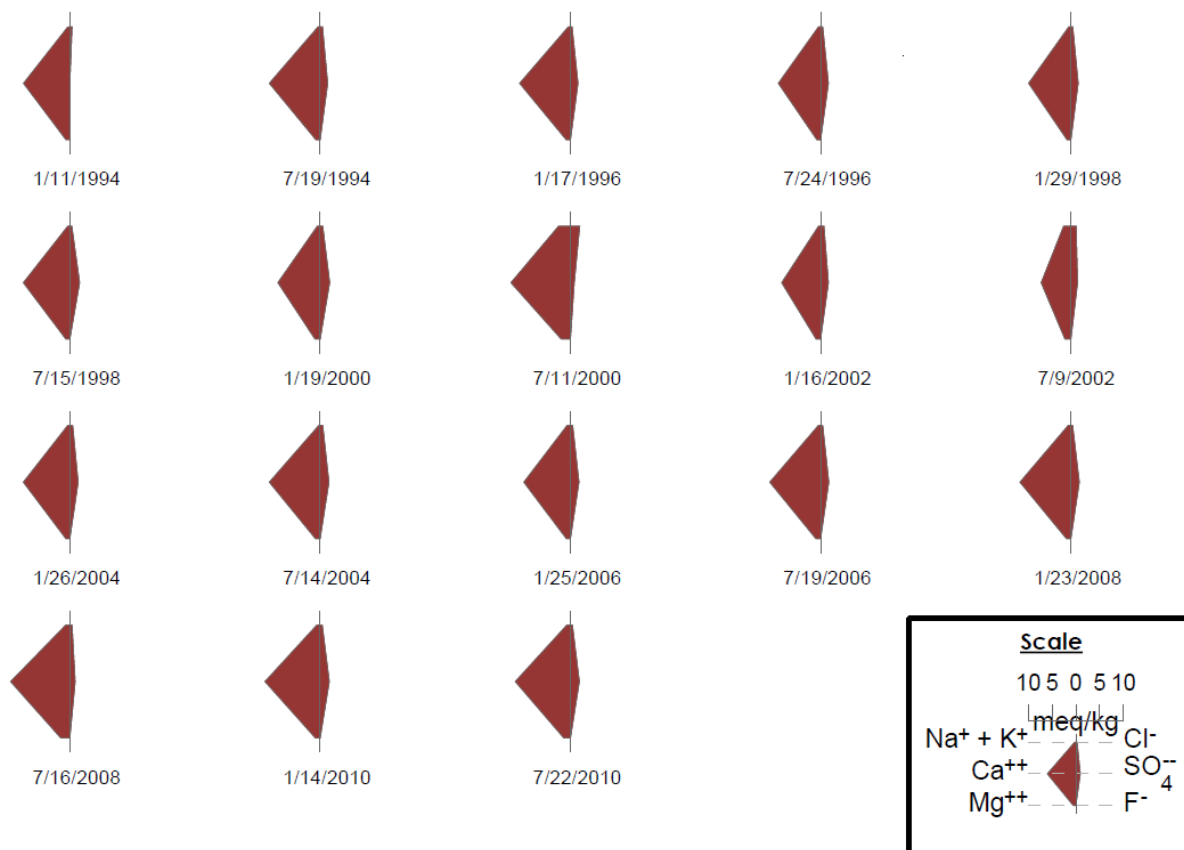 1/11/1994 7/19/1994 1/17/1996 7/24/1996 1/29/1998
7/15/1998 1/19/2000 7/11/2000 1/16/2002 7/9/2002
1/26/2004 7/14/2004 1/25/2006 7/19/2006 1/23/2008
7/16/2008 1/14/2010 7/22/2010
Scale
10 5 0 5 10
meq/kg
Na⁺ + K⁺ Cl⁻
Ca⁺⁺ SO₄⁻⁻
Mg⁺⁺ F⁻